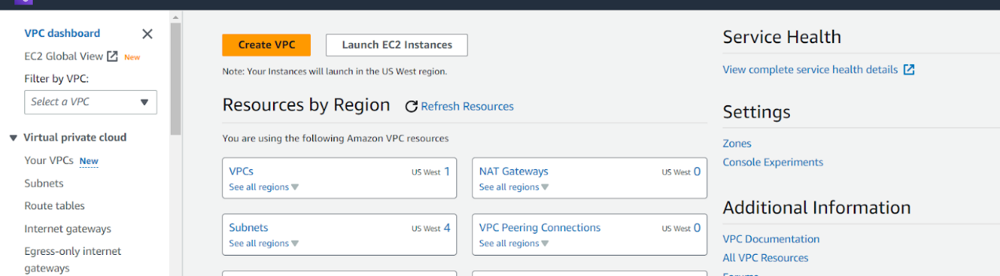 VPC dashboard
EC2 Global View New
Filter by VPC:
Select a VPC
Virtual private cloud
Your VPCs New
Subnets
Route tables
Internet gateways
Egress-only internet
gateways
Create VPC
Launch EC2 Instances
Note: Your Instances will launch in the US West region.
Resources by Region
Refresh Resources
You are using the following Amazon VPC resources
VPCs
US West 1
See all regions
NAT Gateways
US West 0
See all regions
Subnets
US West 4
See all regions
VPC Peering Connections
US West 0
See all regions
Service Health
View complete service health details
Settings
Zones
Console Experiments
Additional Information
VPC Documentation
All VPC Resources